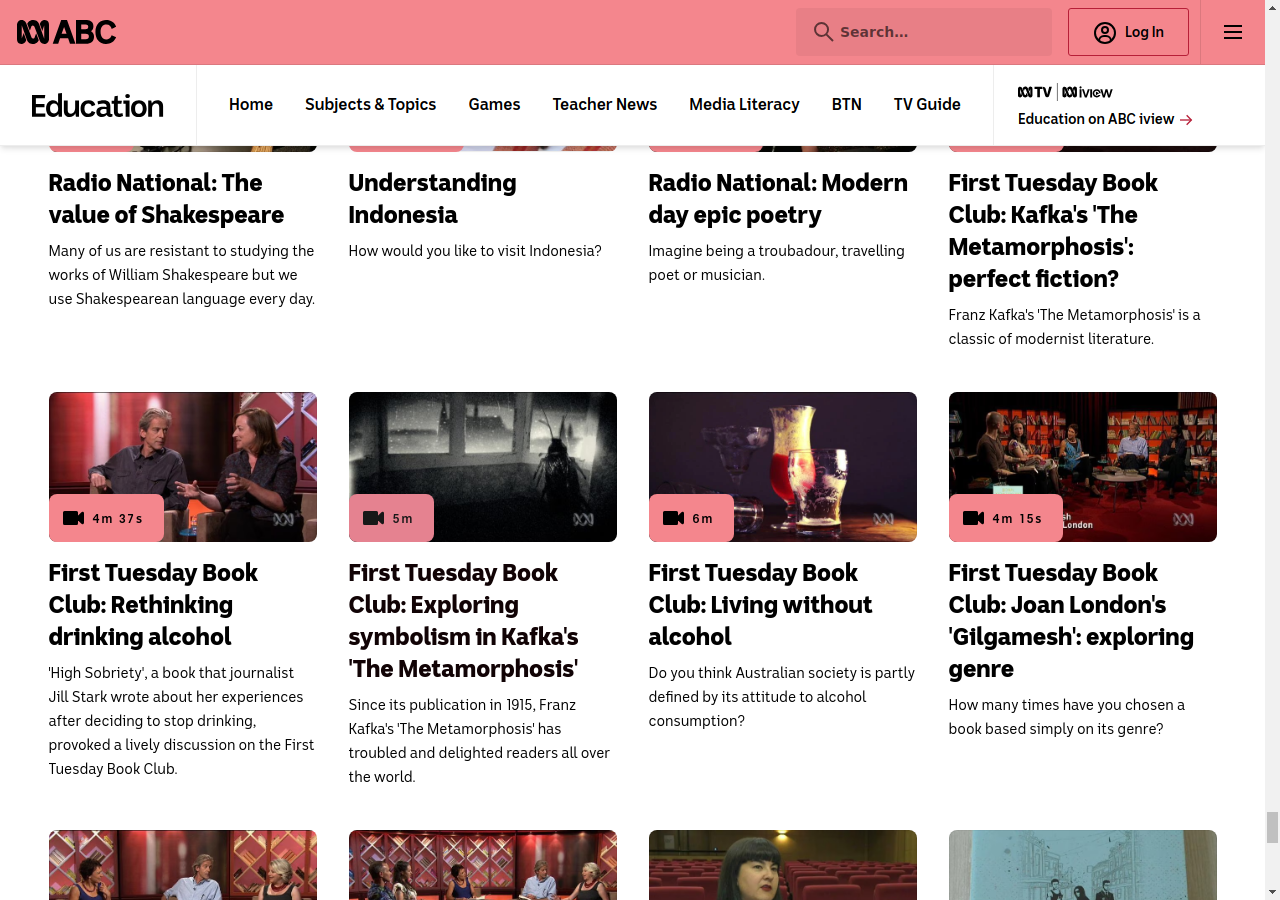 ABC
Search...
Log In
Education
Home
Subjects & Topics
Games
Teacher News
Media Literacy
BTN
TV Guide
TV
iview
Education on ABC iview
Radio National: The
value of Shakespeare
Many of us are resistant to studying the
works of William Shakespeare but we
use Shakespearean language every day.
Understanding
Indonesia
How would you like to visit Indonesia?
Radio National: Modern
day epic poetry
Imagine being a troubadour, travelling
poet or musician.
First Tuesday Book
Club: Kafka's 'The
Metamorphosis':
perfect fiction?
Franz Kafka's 'The Metamorphosis' is a
classic of modernist literature.
4m 37s
First Tuesday Book
Club: Rethinking
drinking alcohol
'High Sobriety', a book that journalist
Jill Stark wrote about her experiences
after deciding to stop drinking,
provoked a lively discussion on the First
Tuesday Book Club.
5m
First Tuesday Book
Club: Exploring
symbolism in Kafka's
'The Metamorphosis'
Since its publication in 1915, Franz
Kafka's 'The Metamorphosis' has
troubled and delighted readers all over
the world.
6m
First Tuesday Book
Club: Living without
alcohol
Do you think Australian society is partly
defined by its attitude to alcohol
consumption?
London
4m 15s
First Tuesday Book
Club: Joan London's
'Gilgamesh': exploring
genre
How many times have you chosen a
book based simply on its genre?